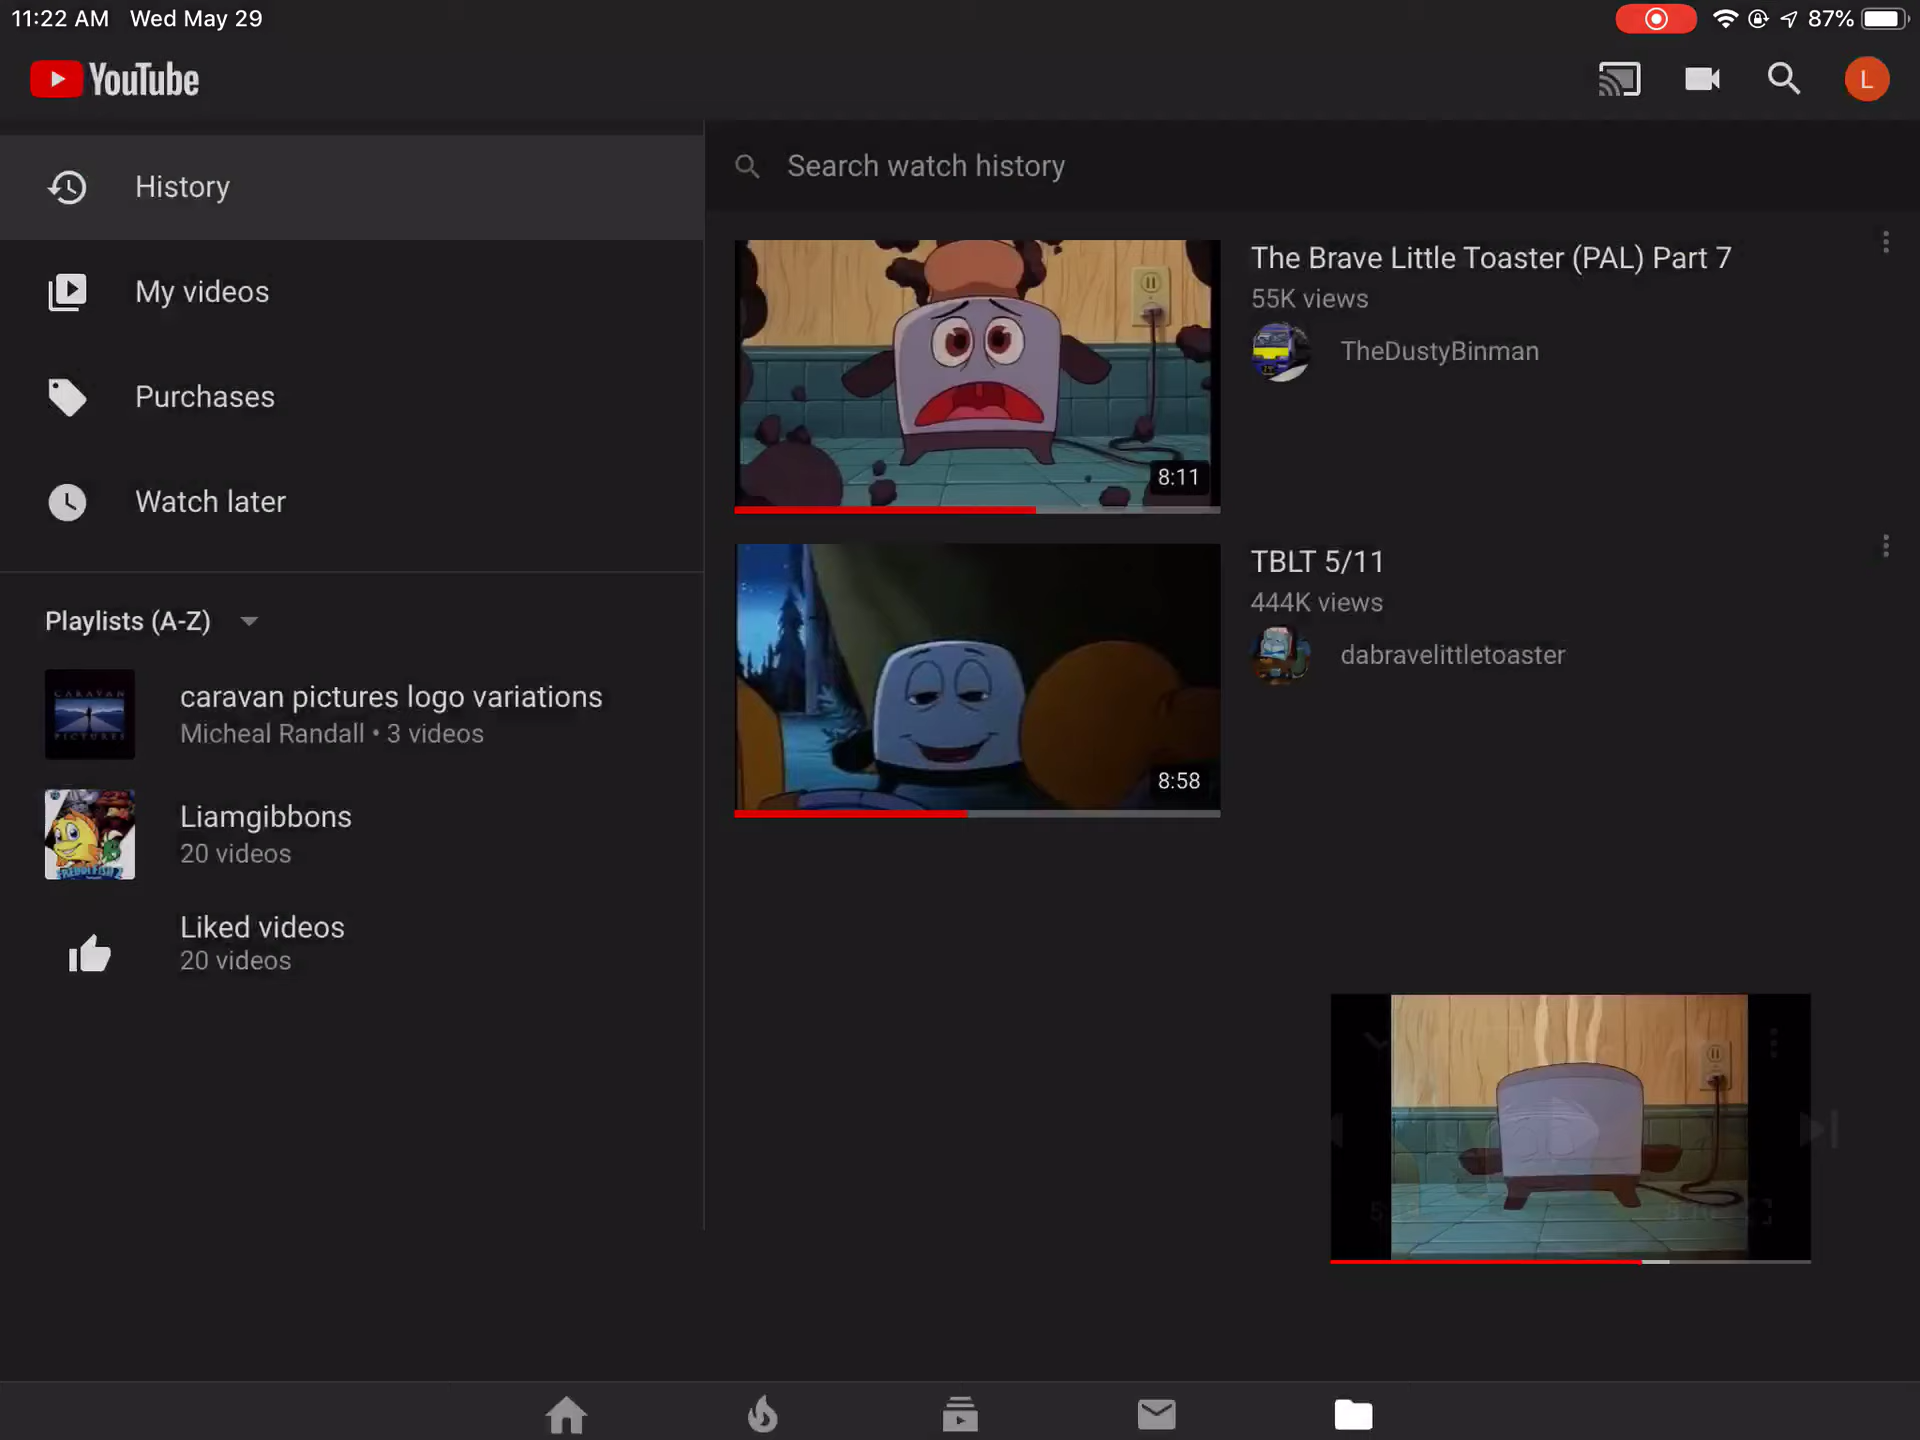 11:22 AM Wed May 29
87%
YouTube
L
History
My videos
Purchases
Watch later
Playlists (A-Z)
CARAVAN
PICTURES
caravan pictures logo variations
Micheal Randall • 3 videos
Liamgibbons
20 videos
Liked videos
20 videos
Search watch history
The Brave Little Toaster (PAL) Part 7
55K views
TheDustyBinman
8:11
TBLT 5/11
444K views
dabravelittletoaster
8:58